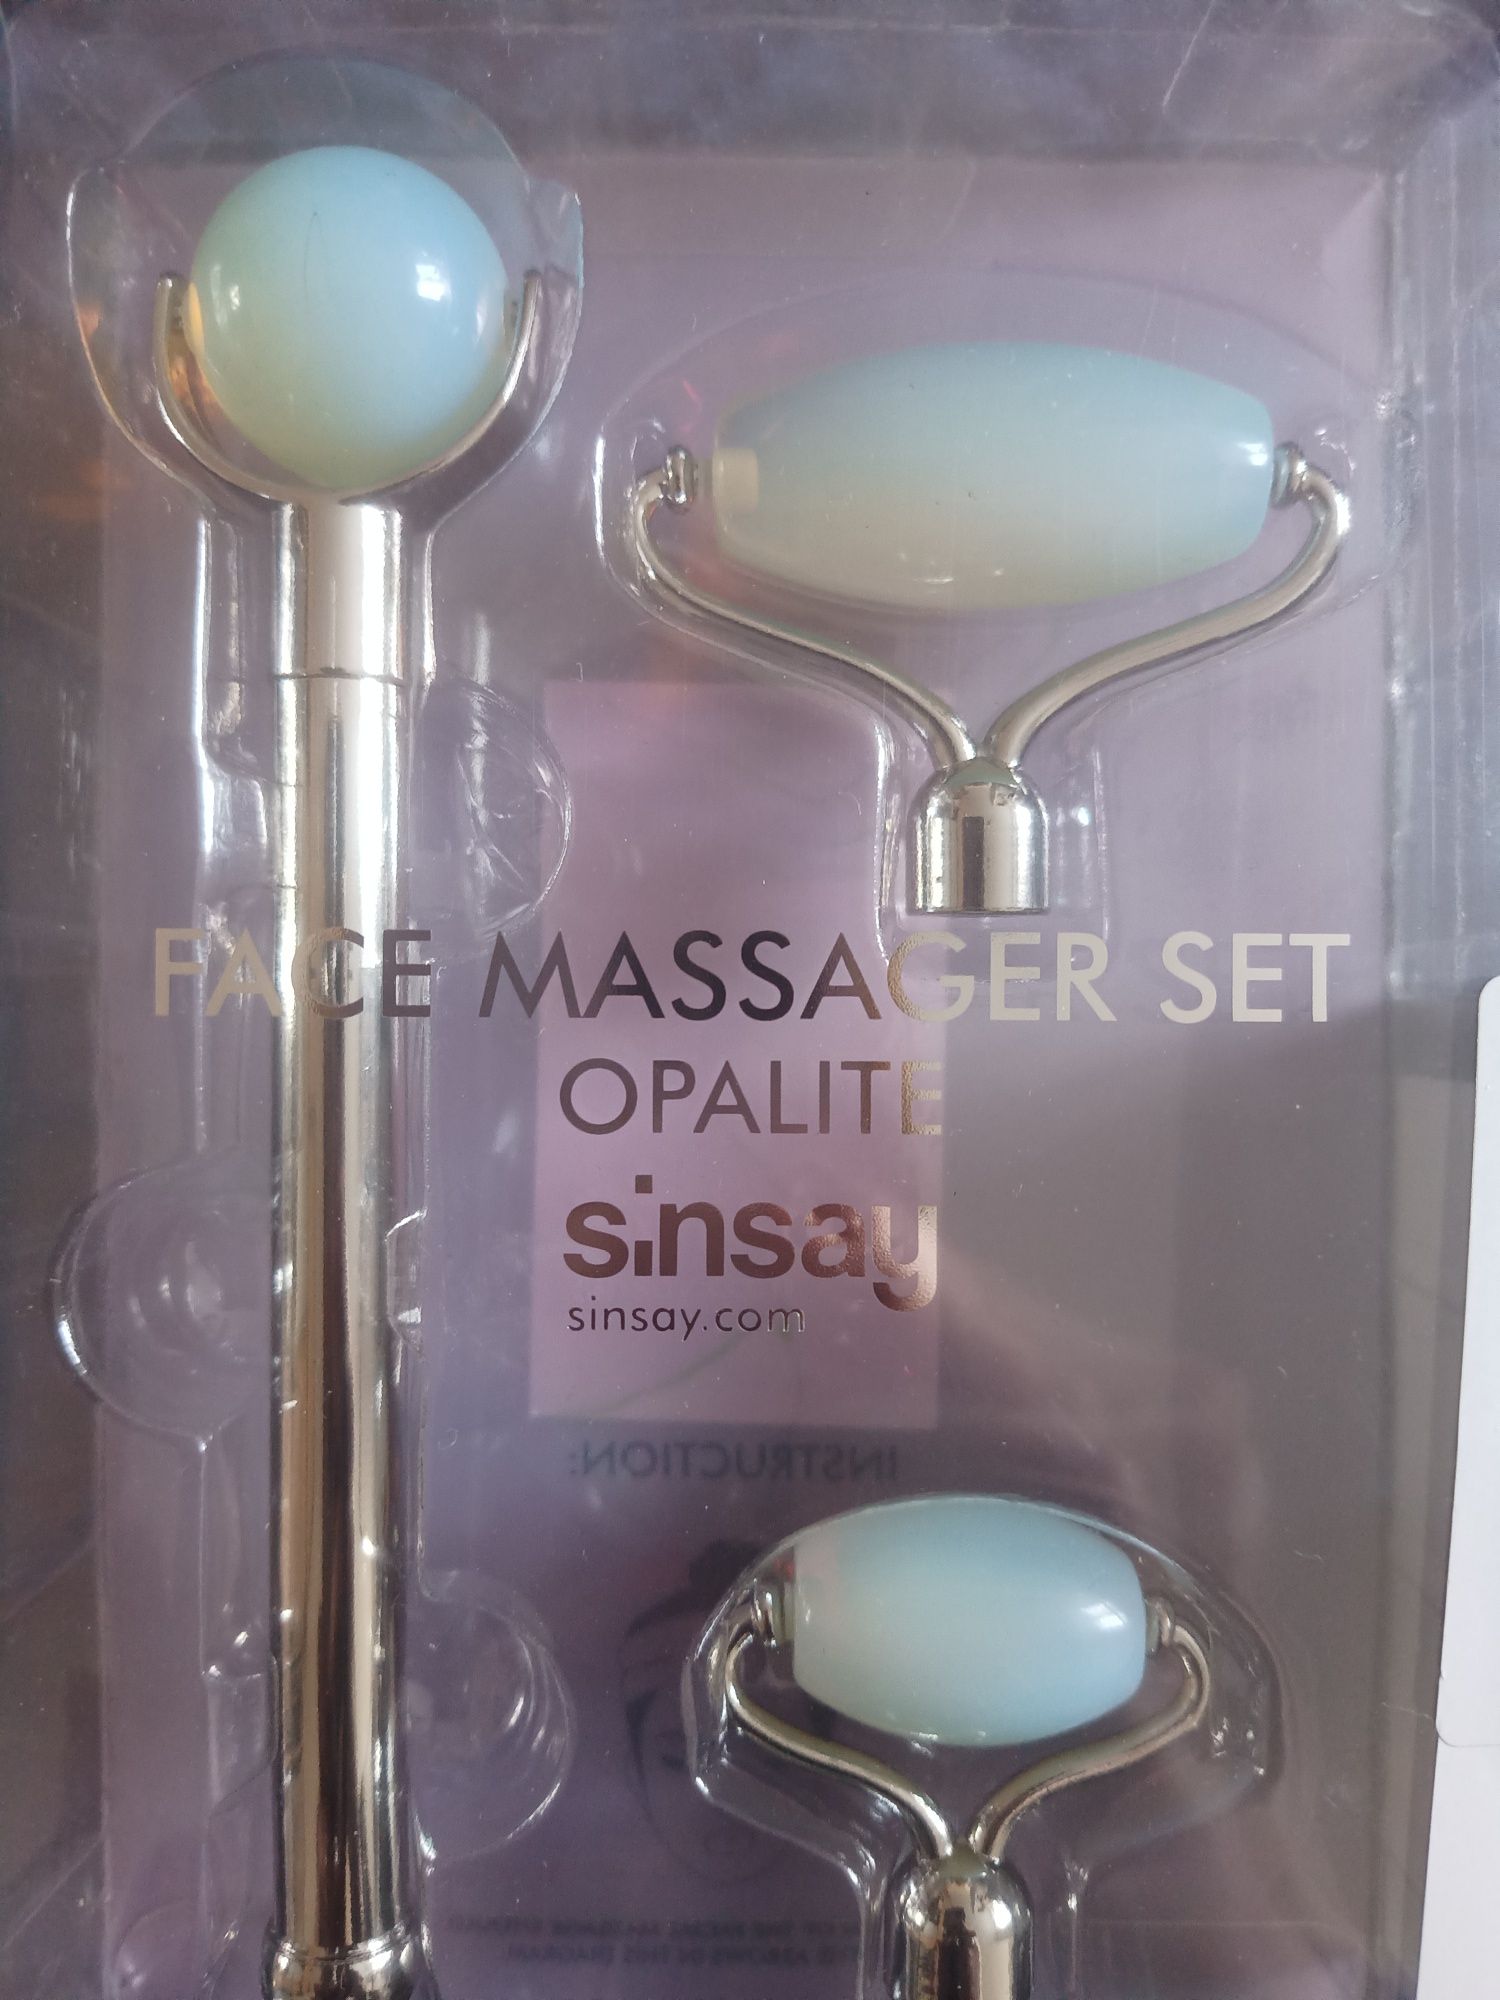 FACE MASSAGER SET
OPALITE
sinsay
sinsay.com
INSTRUCTION: